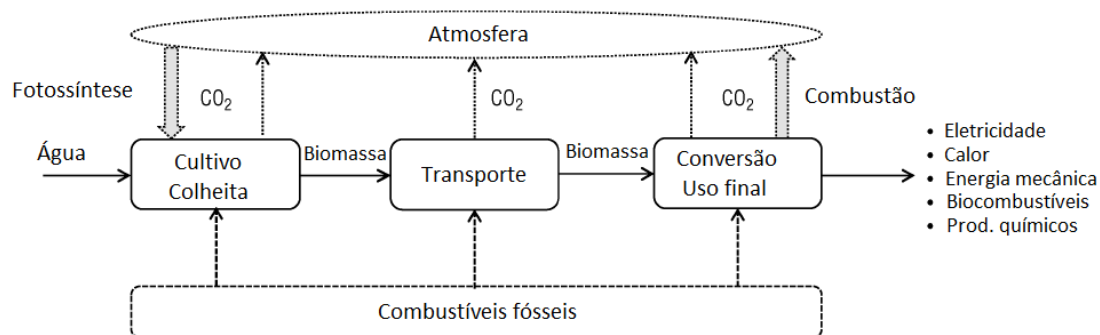 Atmosfera
Fotossíntese
CO₂
CO₂
CO₂
Combustão
Água
Cultivo
Colheita
Biomassa
Transporte
Biomassa
Conversão
Uso final
• Eletricidade
• Calor
• Energia mecânica
• Biocombustíveis
• Prod. químicos
Combustíveis fósseis